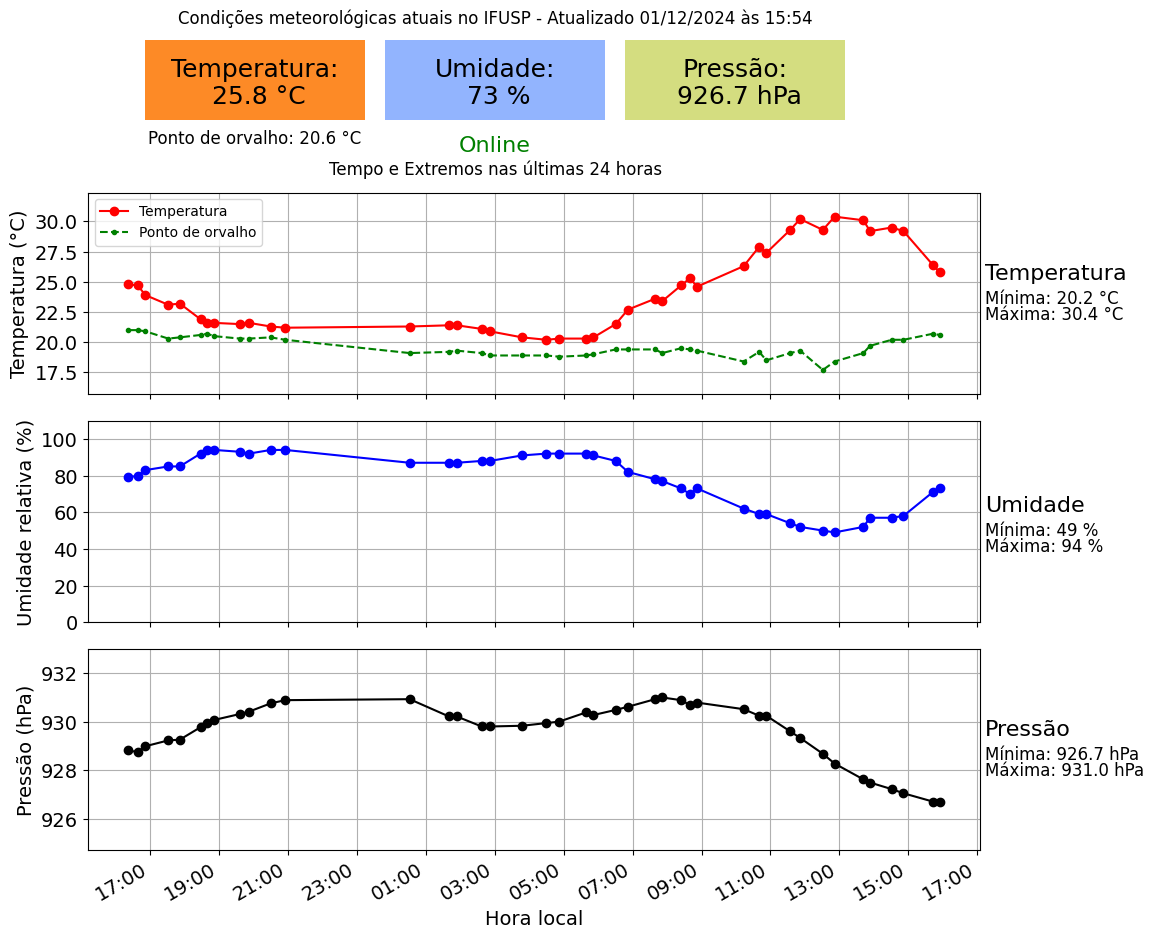 Condições meteorológicas atuais no IFUSP - Atualizado 01/12/2024 às 15:54
Temperatura:
25.8 °C
Umidade:
73 %
Pressão:
926.7 hPa
Ponto de orvalho: 20.6 °C
Online
Tempo e Extremos nas últimas 24 horas
Temperatura (°C)
30.0
27.5
25.0
22.5
20.0
17.5
Temperatura
Ponto de orvalho
Temperatura
Mínima: 20.2 °C
Máxima: 30.4 °C
Umidade relativa (%)
100
80
60
40
20
0
Umidade
Mínima: 49 %
Máxima: 94 %
Pressão (hPa)
932
930
928
926
Pressão
Mínima: 926.7 hPa
Máxima: 931.0 hPa
17:00 19:00 21:00 23:00 01:00 03:00 05:00 07:00 09:00 11:00 13:00 15:00 17:00
Hora local